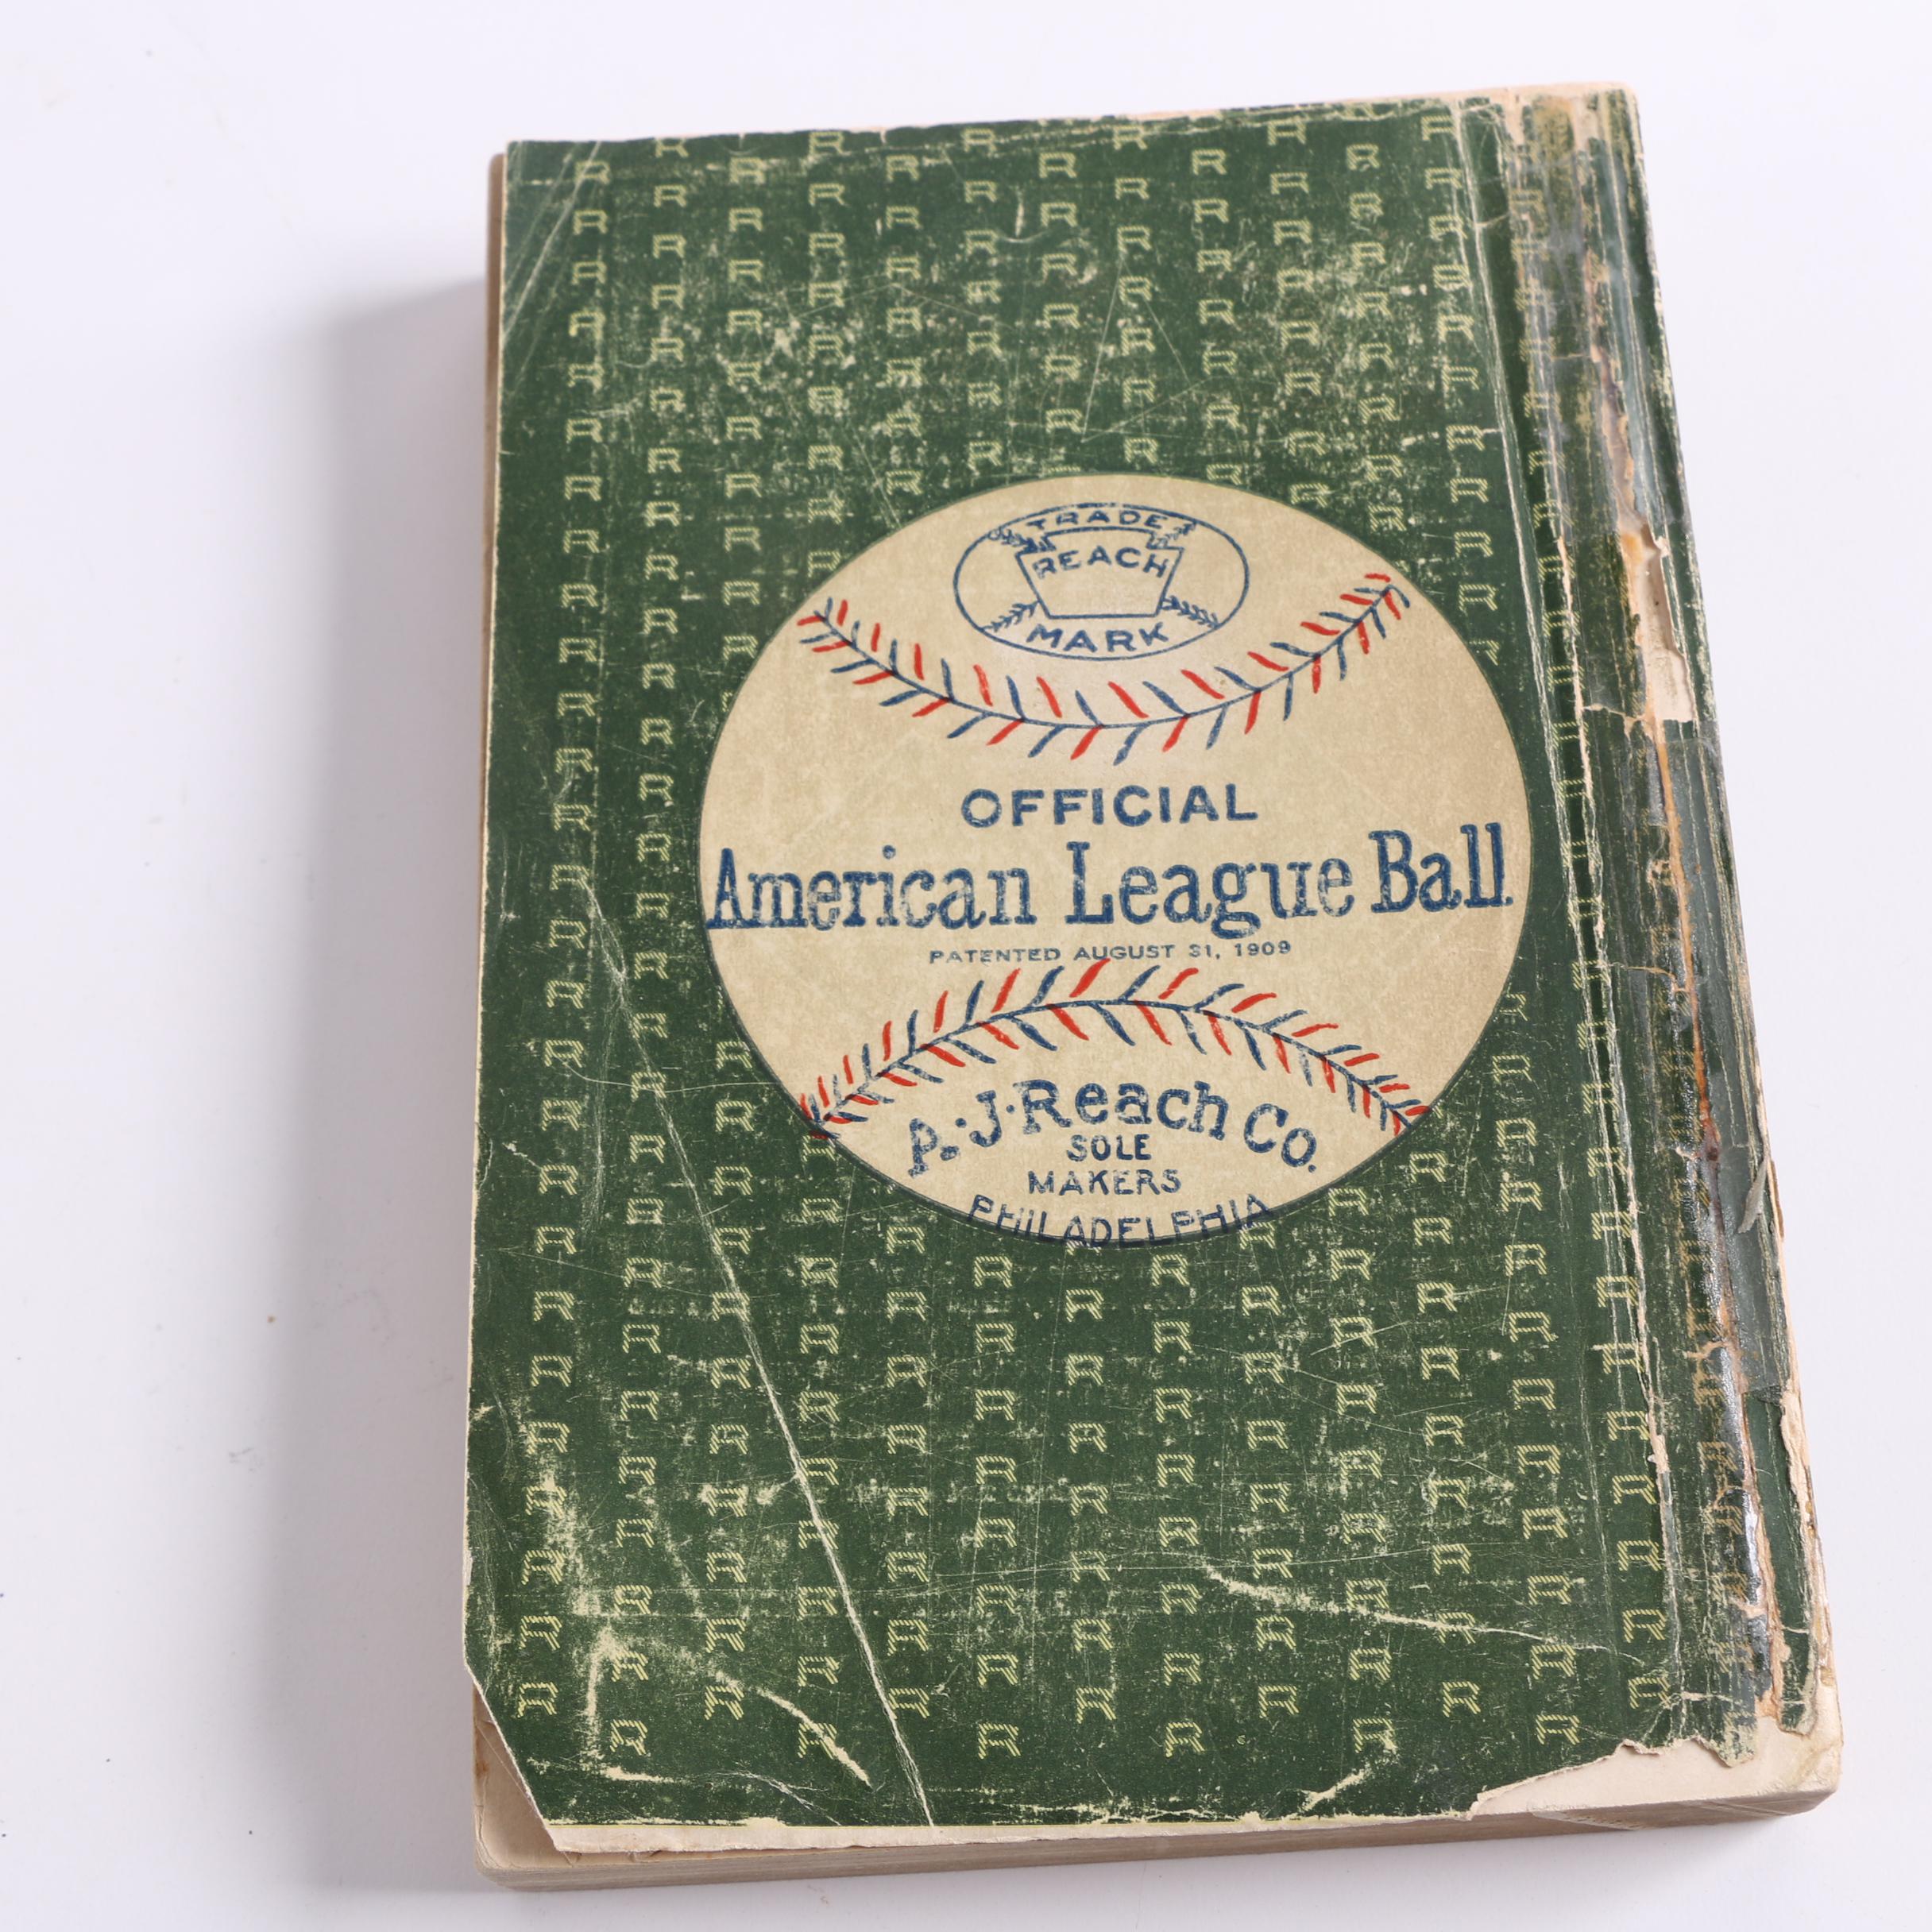 TRADE
REACH
MARK
OFFICIAL
American League Ball.
PATENTED AUGUST 31, 1909
A.·J·Reach Co.
SOLE
MAKERS
PHILADELPHIA